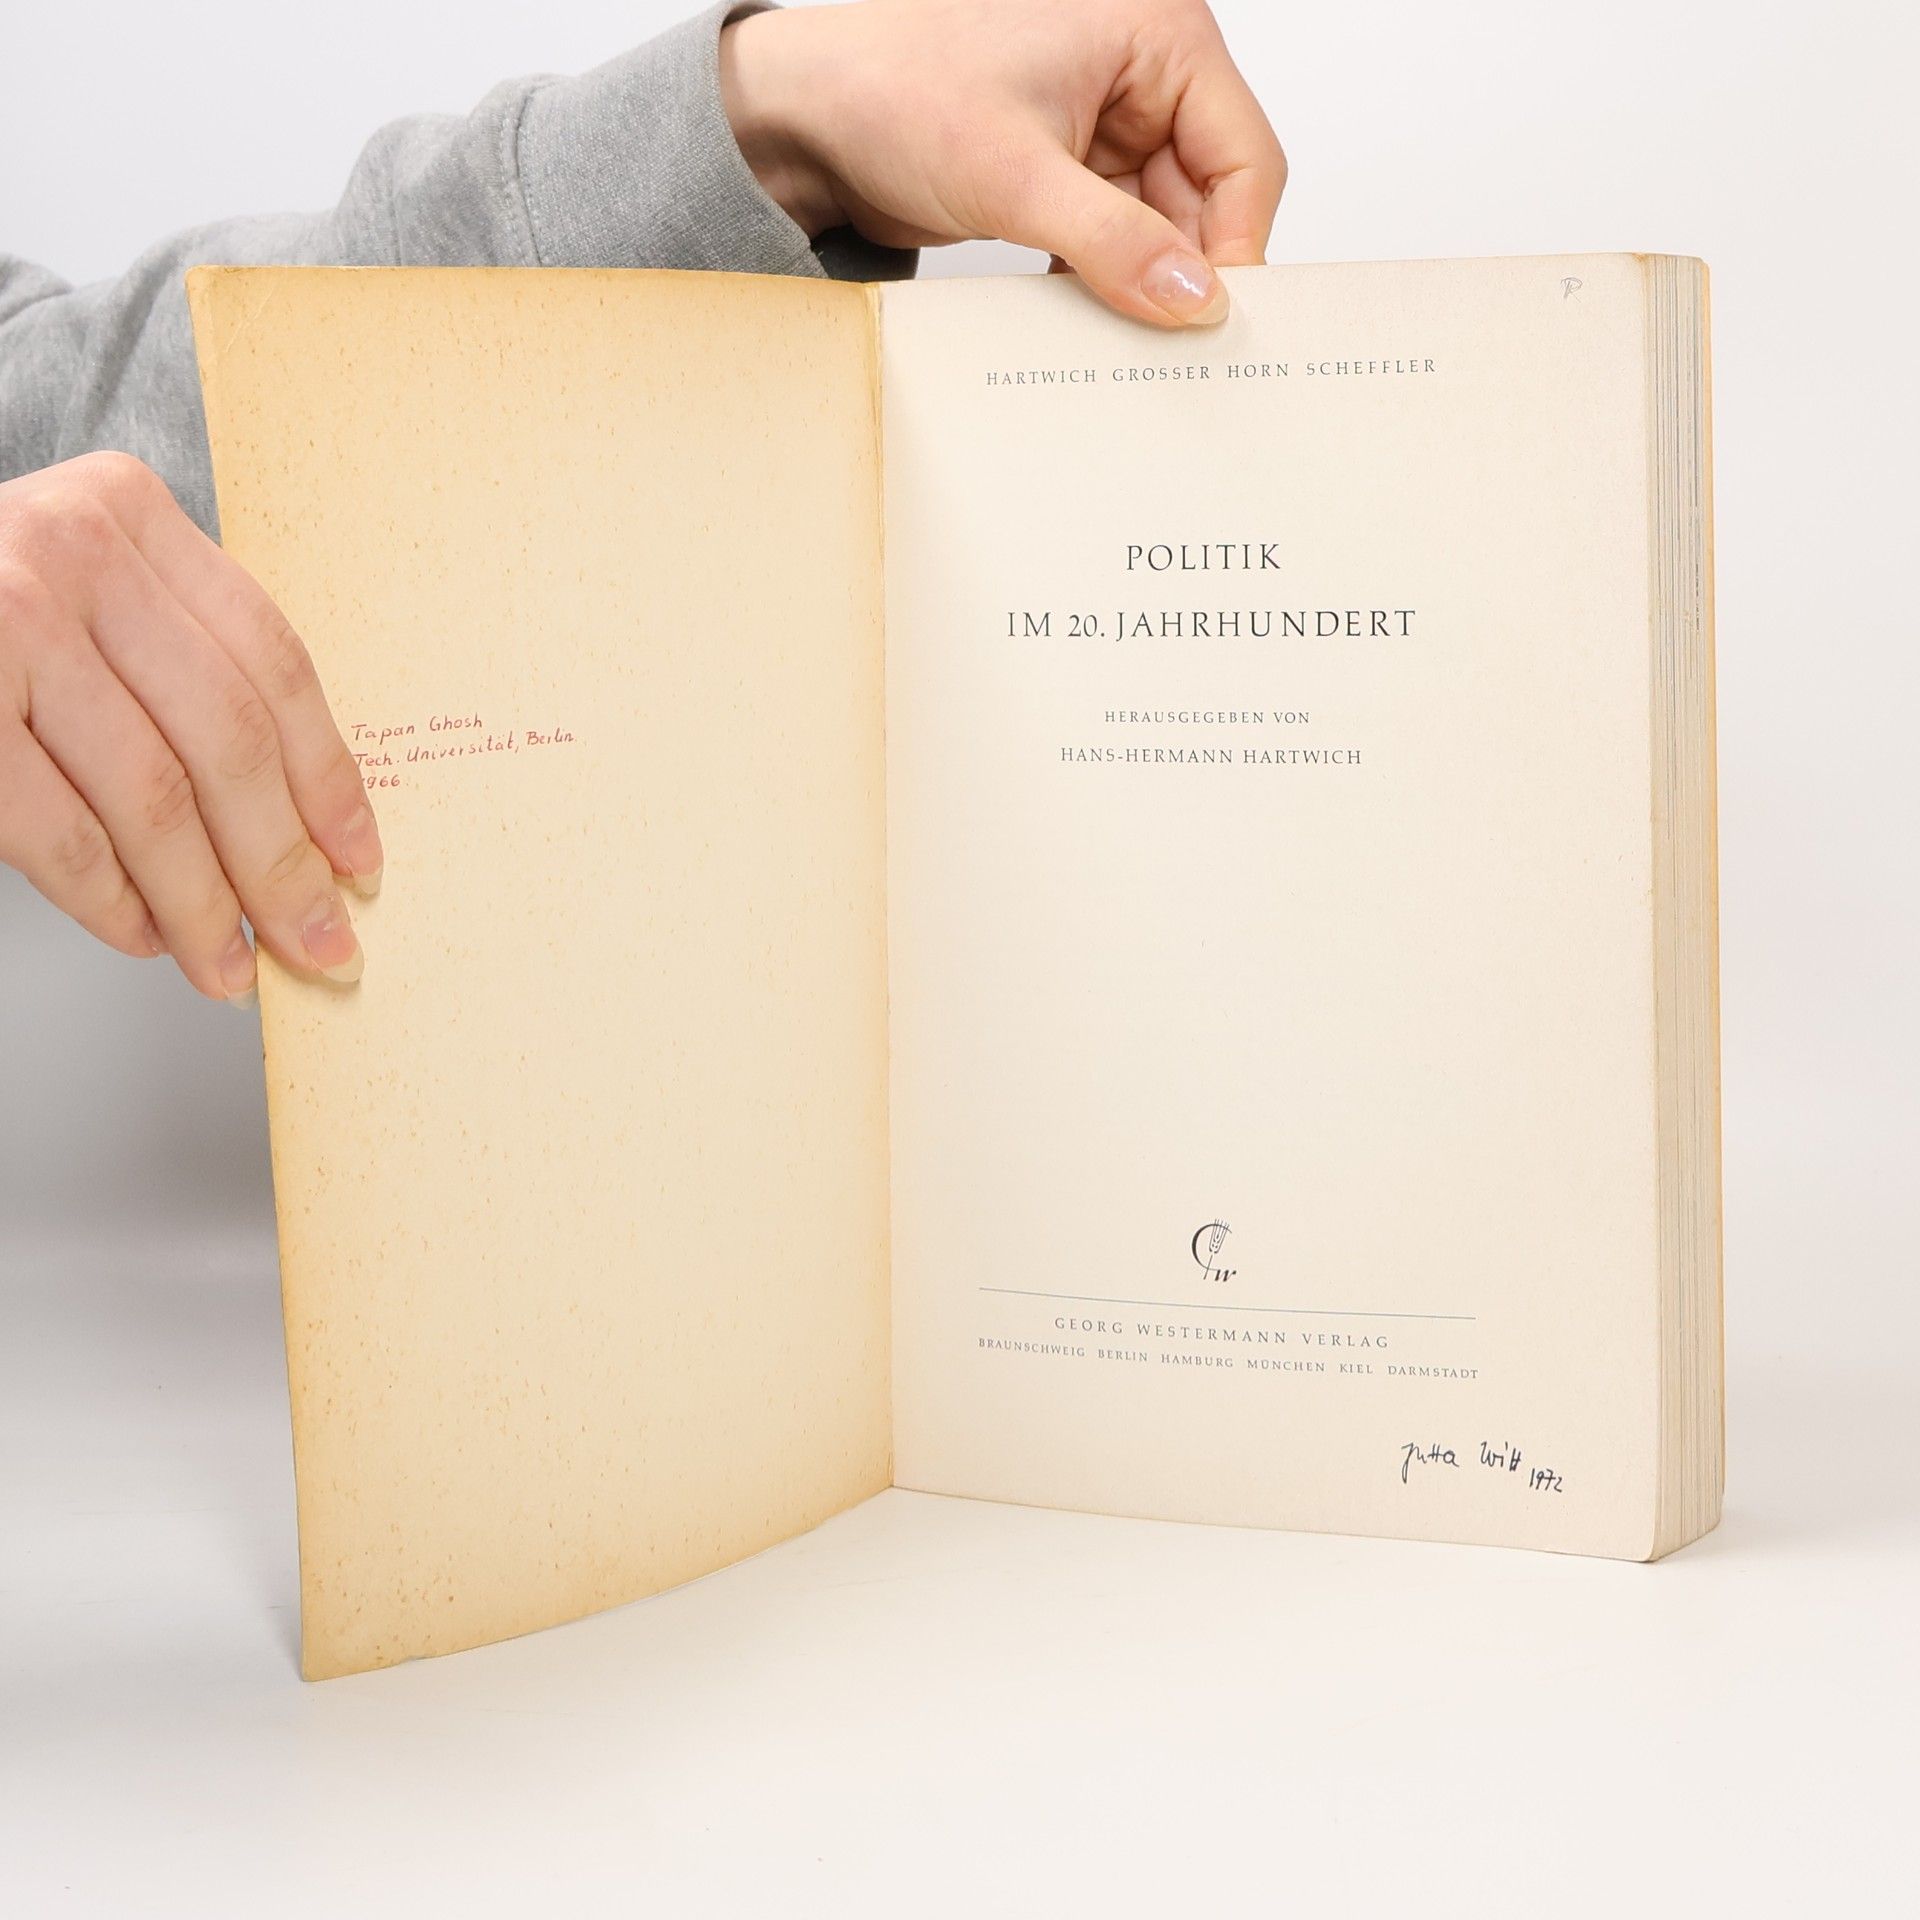 Tapan Ghosh
Tech. Universität, Berlin.
1966.
HARTWICH GROSSER HORN SCHEFFLER
POLITIK
IM 20. JAHRHUNDERT
HERAUSGEGEBEN VON
HANS-HERMANN HARTWICH
GEORG WESTERMANN VERLAG
BRAUNSCHWEIG BERLIN HAMBURG MÜNCHEN KIEL DARMSTADT
Jutta Witt 1972